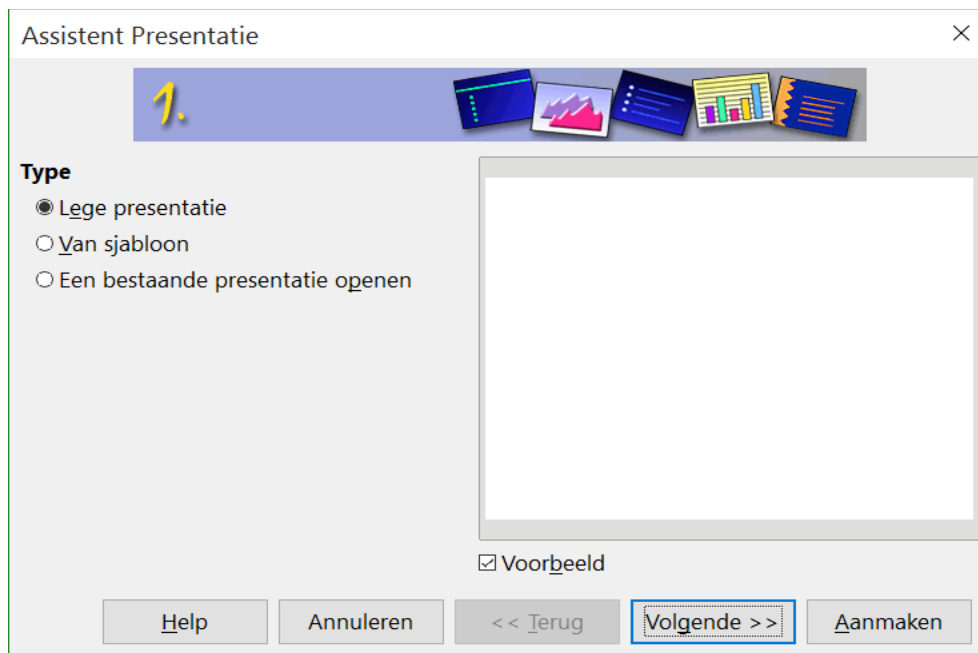 Assistent Presentatie
1.
Type
Lege presentatie
Van sjabloon
Een bestaande presentatie openen
Voorbeeld
Help Annuleren << Terug Volgende >> Aanmaken